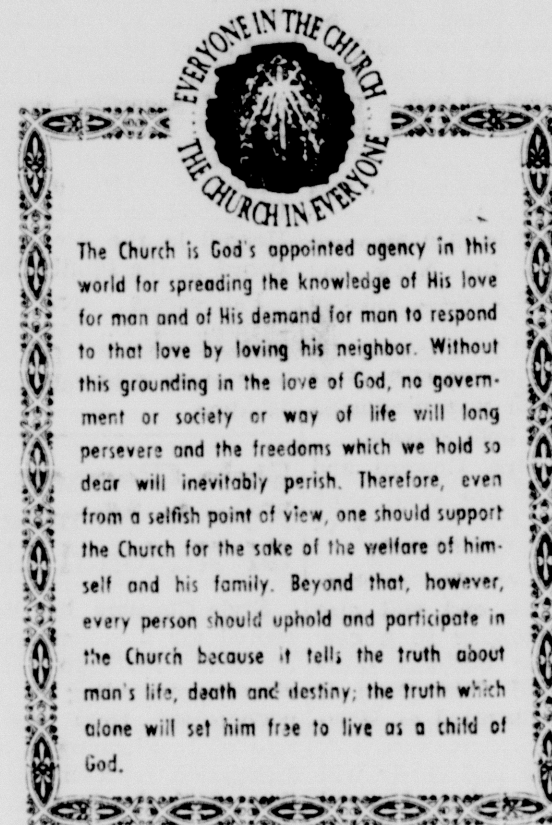 EVERYONE IN THE CHURCH
THE CHURCH IN EVERYONE
The Church is God's appointed agency in this
world for spreading the knowledge of His love
for man and of His demand for man to respond
to that love by loving his neighbor. Without
this grounding in the love of God, no govern-
ment or society or way of life will long
persevere and the freedoms which we hold so
dear will inevitably perish. Therefore, even
from a selfish point of view, one should support
the Church for the sake of the welfare of him-
self and his family. Beyond that, however,
every person should uphold and participate in
the Church because it tells the truth about
man's life, death and destiny; the truth which
alone will set him free to live as a child of
God.